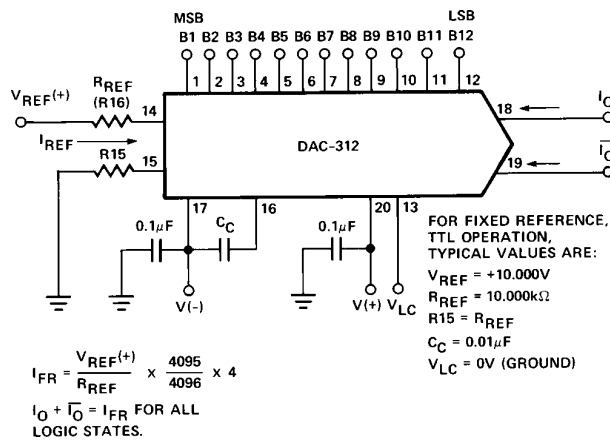 MSB LSB
B1 B2 B3 B4 B5 B6 B7 B8 B9 B10 B11 B12
1 2 3 4 5 6 7 8 9 10 11 12
RREF
(R16)
VREF(+)
14
IREF
R15
15
DAC-312
18
IO
19
I̅O̅
17 16 20 13
0.1µF
CC
0.1µF
V(-)
V(+)
VLC
FOR FIXED REFERENCE,
TTL OPERATION,
TYPICAL VALUES ARE:
VREF = +10.000V
RREF = 10.000kΩ
R15 = RREF
CC = 0.01µF
VLC = 0V (GROUND)
IFR = VREF(+) / RREF x 4095 / 4096 x 4
IO + I̅O̅ = IFR FOR ALL
LOGIC STATES.